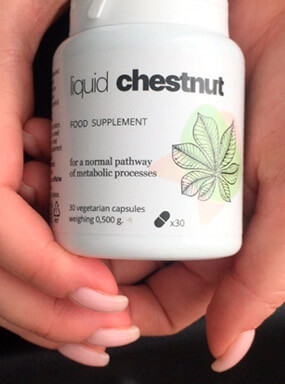 liquid chestnut
FOOD SUPPLEMENT
for a normal pathway
of metabolic processes
30 vegetarian capsules
weighing 0,500 g.
x30